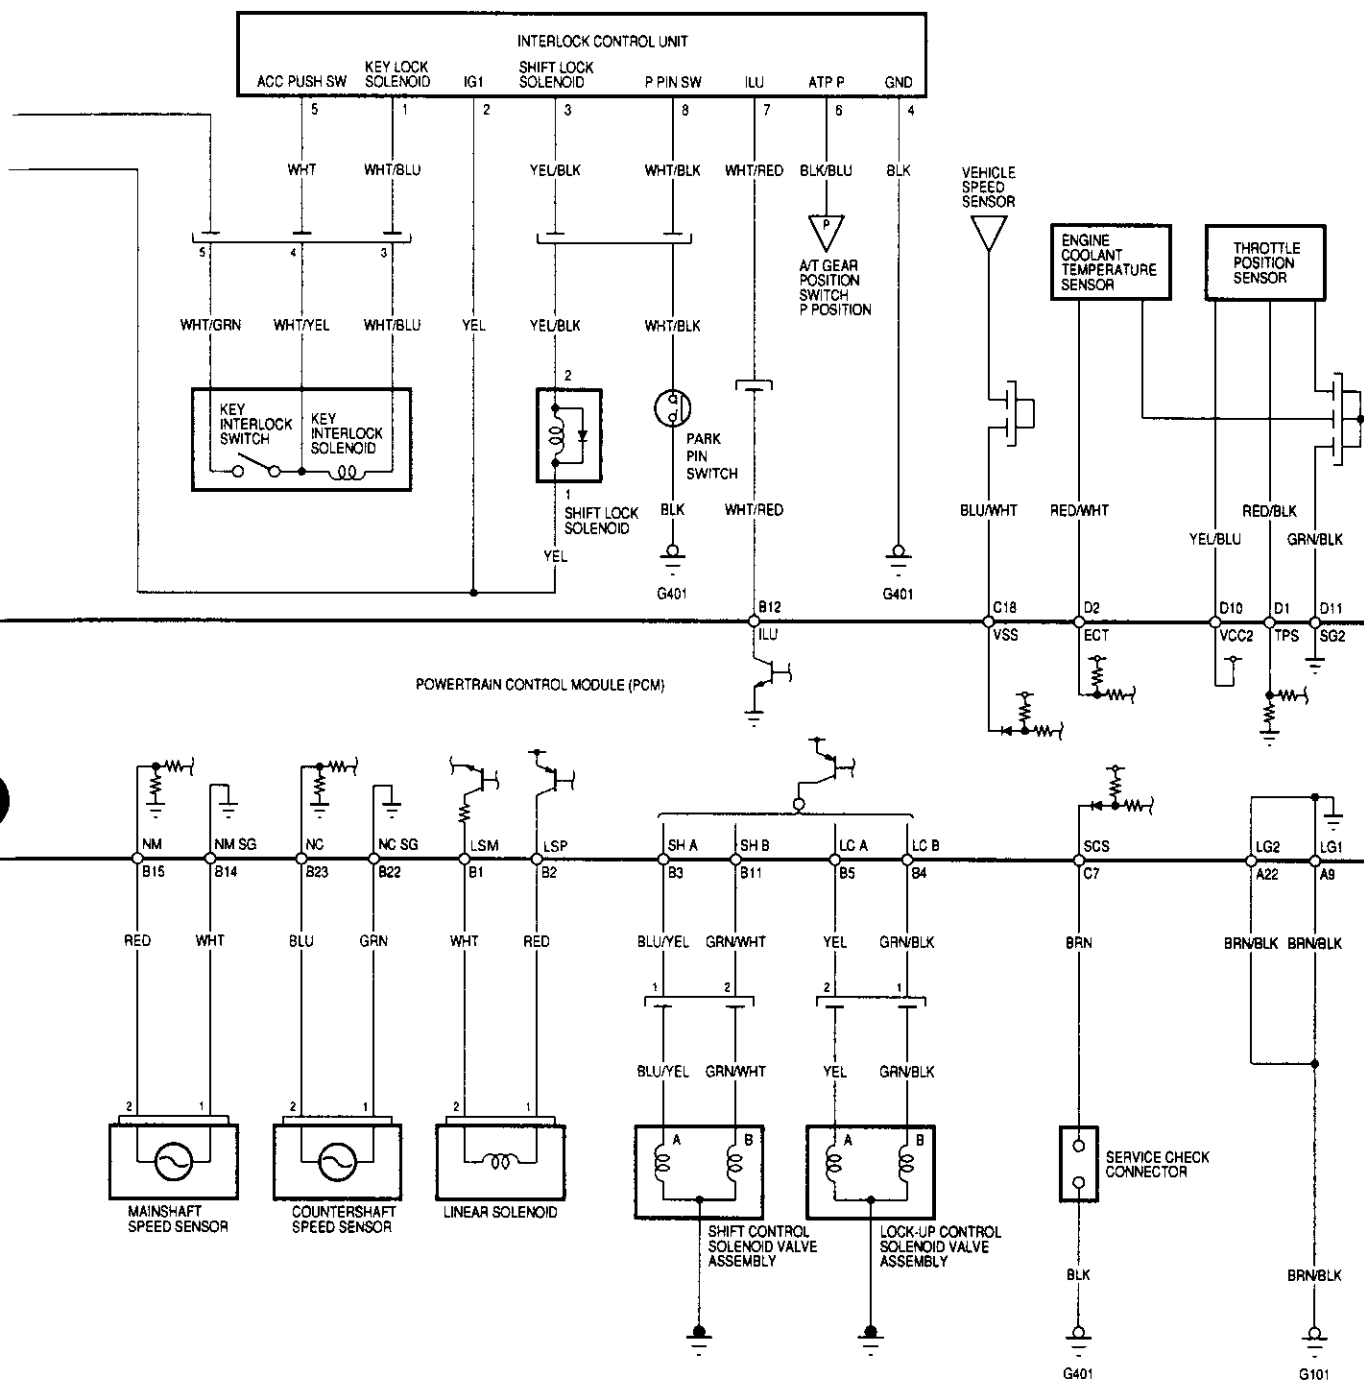 INTERLOCK CONTROL UNIT
ACC PUSH SW
KEY LOCK
SOLENOID
IG1
SHIFT LOCK
SOLENOID
P PIN SW
ILU
ATP P
GND
5 1 2 3 8 7 6 4
WHT WHT/BLU YEL/BLK WHT/BLK WHT/RED BLK/BLU BLK
VEHICLE
SPEED
SENSOR
P
5 4 3
A/T GEAR
POSITION
SWITCH
P POSITION
ENGINE
COOLANT
TEMPERATURE
SENSOR
THROTTLE
POSITION
SENSOR
WHT/GRN WHT/YEL WHT/BLU YEL YEL/BLK WHT/BLK
2
KEY
INTERLOCK
SWITCH
KEY
INTERLOCK
SOLENOID
PARK
PIN
SWITCH
1
SHIFT LOCK
SOLENOID
BLK WHT/RED BLU/WHT RED/WHT RED/BLK
YEL/BLU GRN/BLK
YEL
G401 G401
B12 C18 D2 D10 D1 D11
ILU VSS ECT VCC2 TPS SG2
POWERTRAIN CONTROL MODULE (PCM)
NM NM SG NC NC SG LSM LSP SH A SH B LC A LC B SCS LG2 LG1
B15 B14 B23 B22 B1 B2 B3 B11 B5 B4 C7 A22 A9
RED WHT BLU GRN WHT RED BLU/YEL GRN/WHT YEL GRN/BLK BRN BRN/BLK BRN/BLK
1 2 2 1
BLU/YEL GRN/WHT YEL GRN/BLK
2 1 2 1 2 1
A B A B
MAINSHAFT
SPEED SENSOR
COUNTERSHAFT
SPEED SENSOR
LINEAR SOLENOID
SHIFT CONTROL
SOLENOID VALVE
ASSEMBLY
LOCK-UP CONTROL
SOLENOID VALVE
ASSEMBLY
SERVICE CHECK
CONNECTOR
BLK BRN/BLK
G401 G101